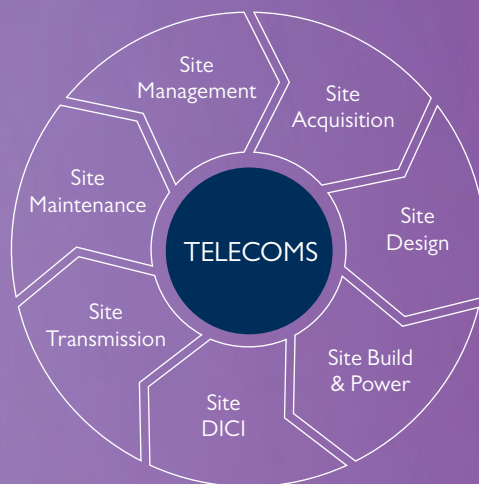 Site
Management
Site
Acquisition
Site
Design
Site Build
& Power
Site
DICI
Site
Transmission
Site
Maintenance
TELECOMS